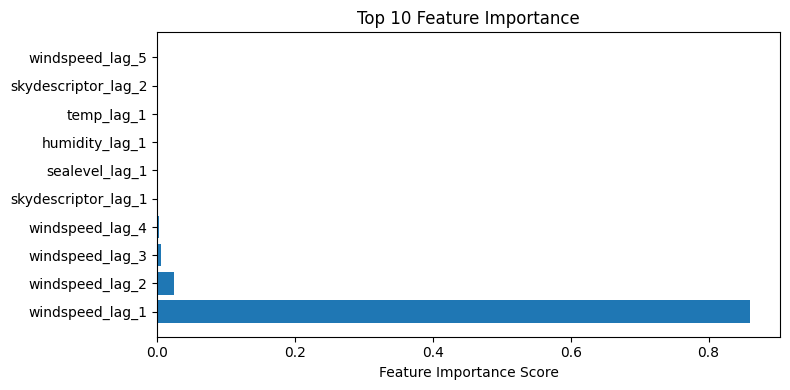 Top 10 Feature Importance
windspeed_lag_5
skydescriptor_lag_2
temp_lag_1
humidity_lag_1
sealevel_lag_1
skydescriptor_lag_1
windspeed_lag_4
windspeed_lag_3
windspeed_lag_2
windspeed_lag_1
0.0 0.2 0.4 0.6 0.8
Feature Importance Score